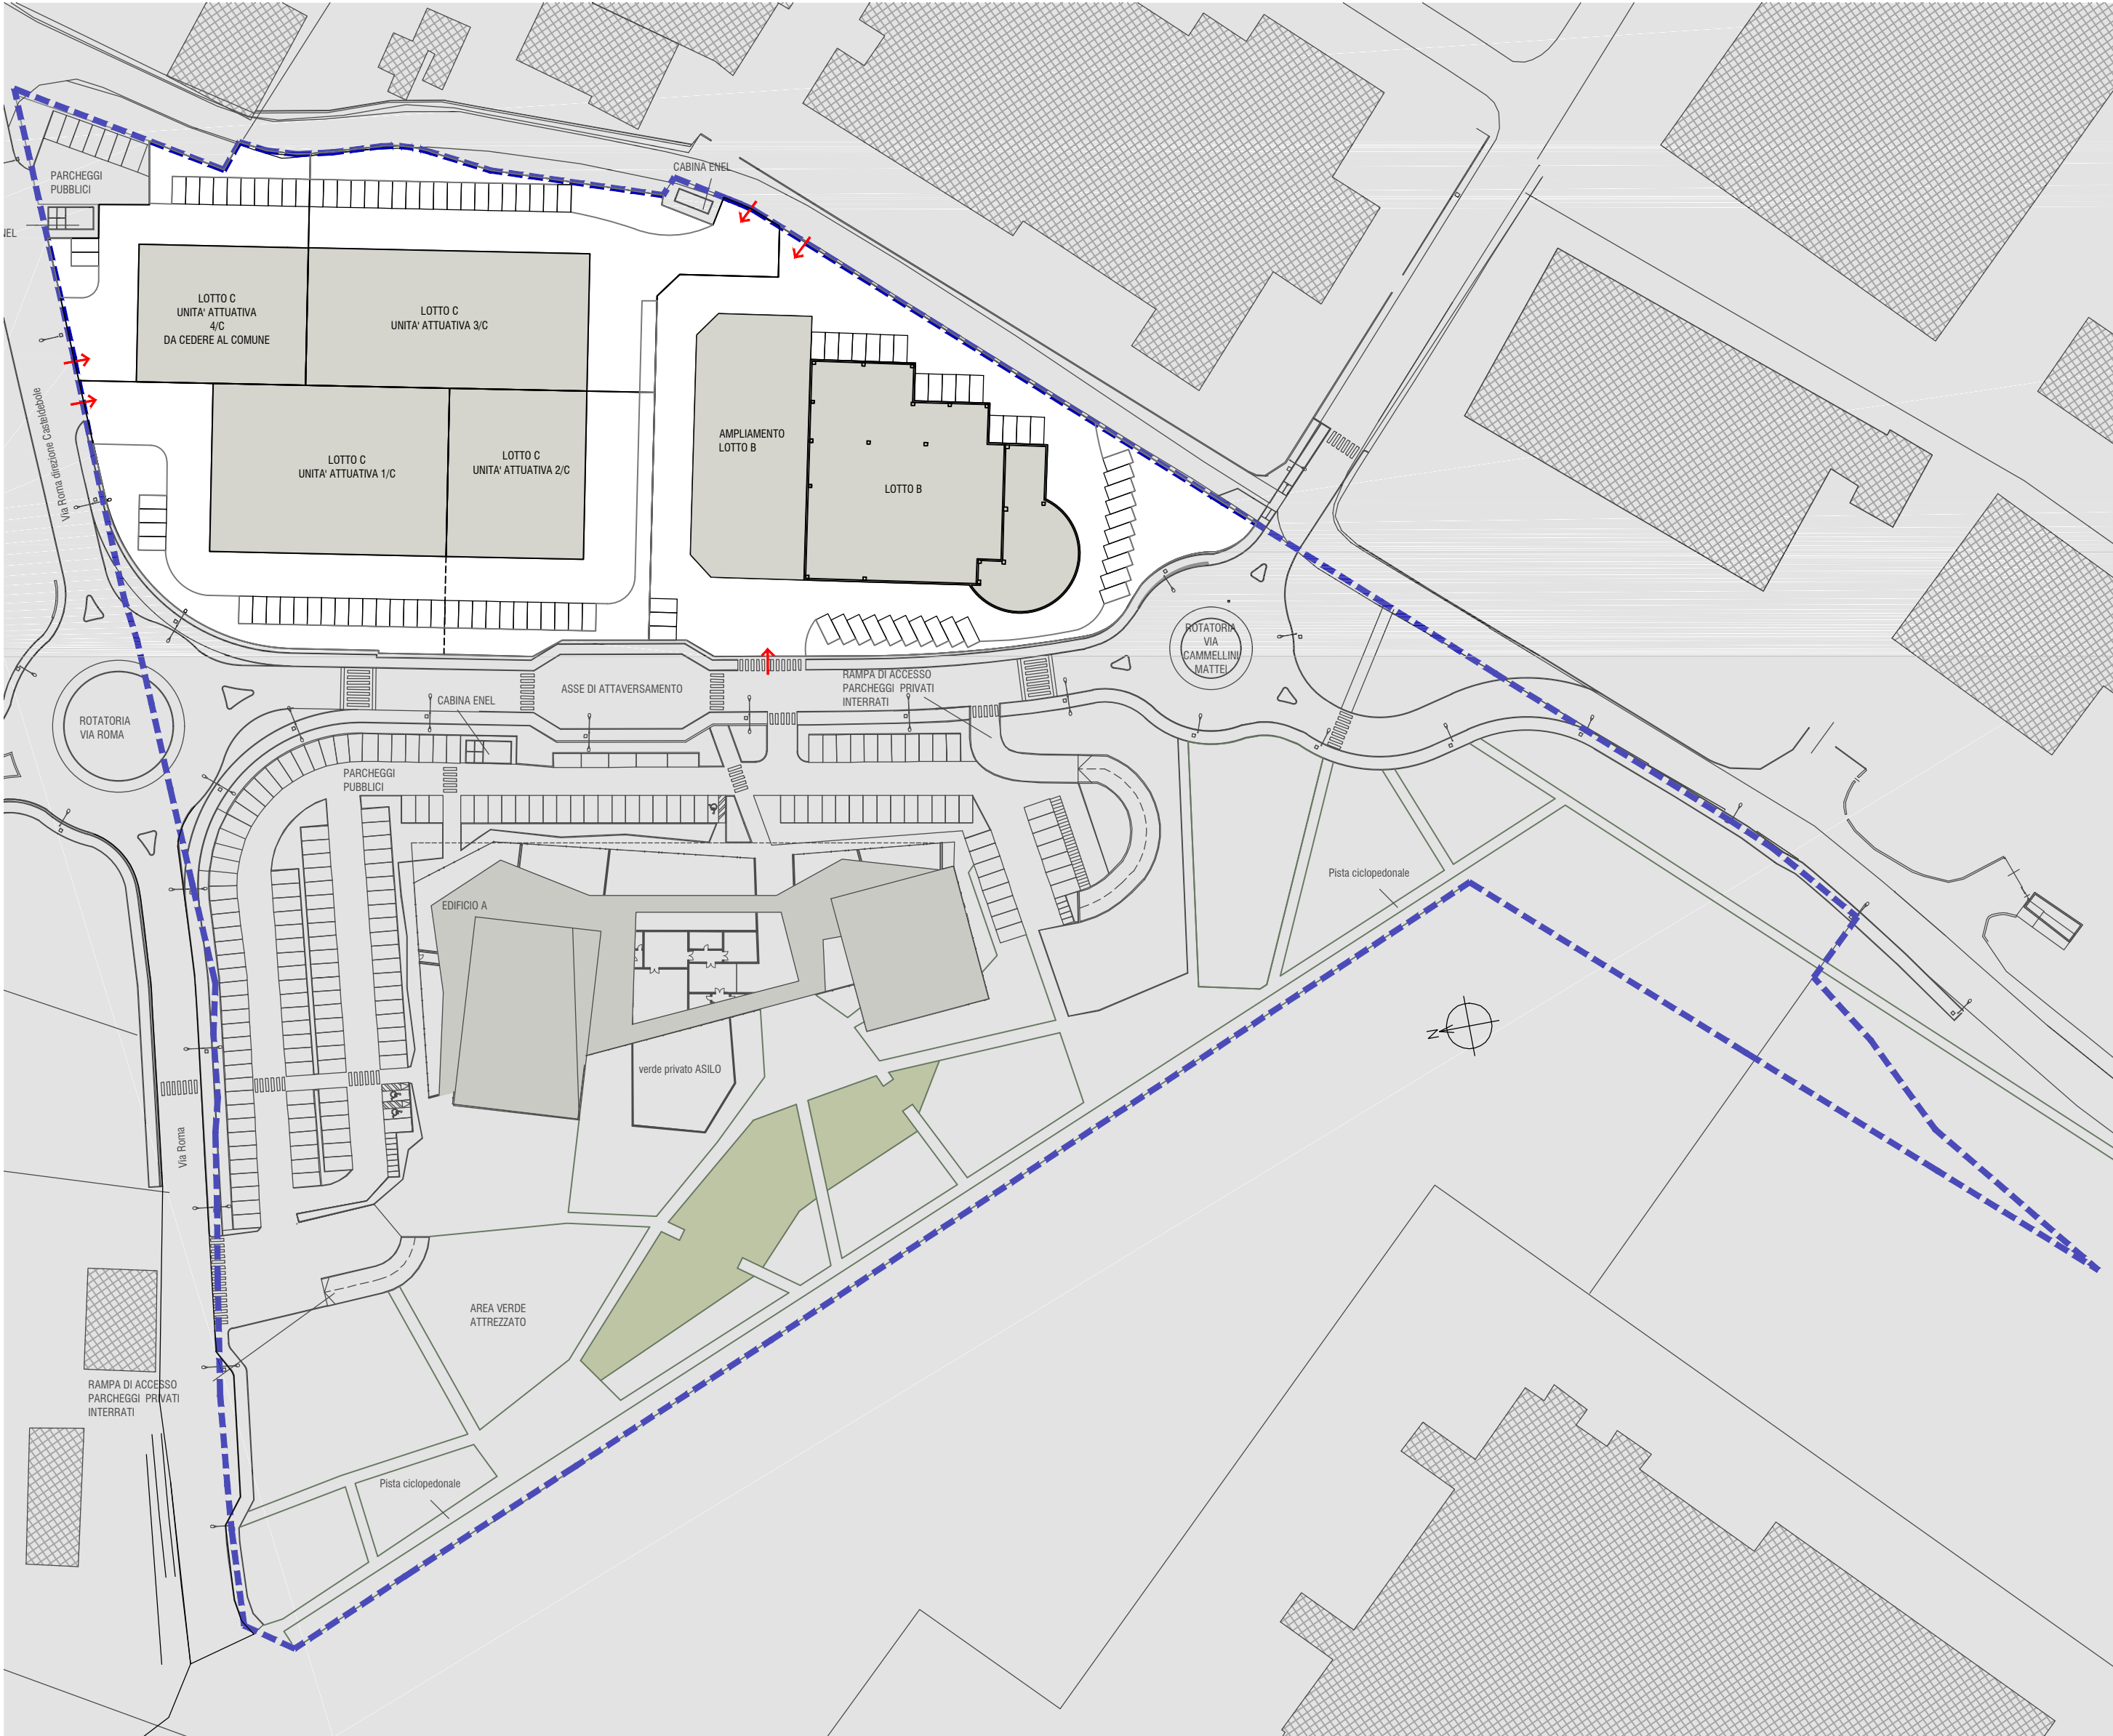 CABINA ENEL
PARCHEGGI
PUBBLICI
NEL
LOTTO C
UNITA' ATTUATIVA
4/C
DA CEDERE AL COMUNE
LOTTO C
UNITA' ATTUATIVA 3/C
Via Roma direzione Casteldebole
AMPLIAMENTO
LOTTO B
LOTTO C
UNITA' ATTUATIVA 1/C
LOTTO C
UNITA' ATTUATIVA 2/C
LOTTO B
ROTATORIA
VIA
CAMMELLINI
MATTEI
RAMPA DI ACCESSO
PARCHEGGI PRIVATI
INTERRATI
ASSE DI ATTAVERSAMENTO
CABINA ENEL
ROTATORIA
VIA ROMA
PARCHEGGI
PUBBLICI
Pista ciclopedonale
EDIFICIO A
N
verde privato ASILO
Via Roma
AREA VERDE
ATTREZZATO
RAMPA DI ACCESSO
PARCHEGGI PRIVATI
INTERRATI
Pista ciclopedonale